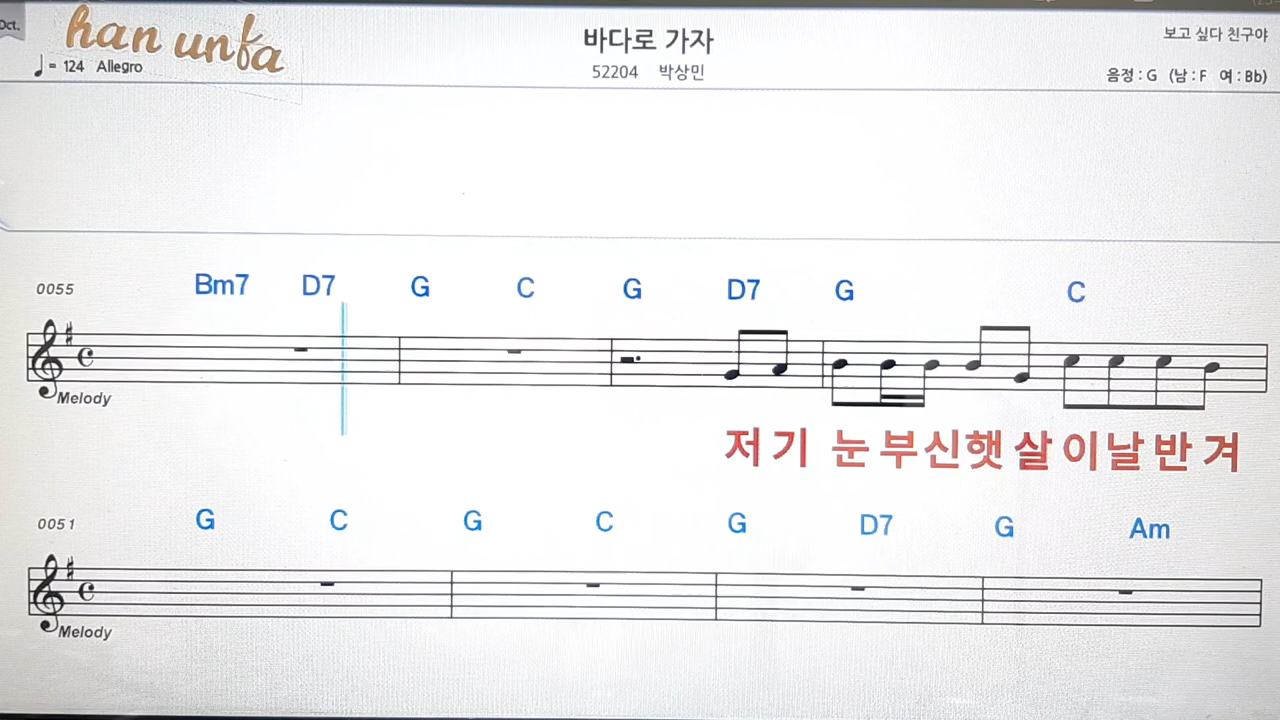 Oct.
han unfa
바다로 가자
보고 싶다 친구야
♩ = 124 Allegro
52204 박상민
음정 : G (남 : F 여 : Bb)
0055
Bm7 D7 G C G D7 G C
Melody
저기 눈부신햇살이날반겨
0051
G C G C G D7 G Am
Melody